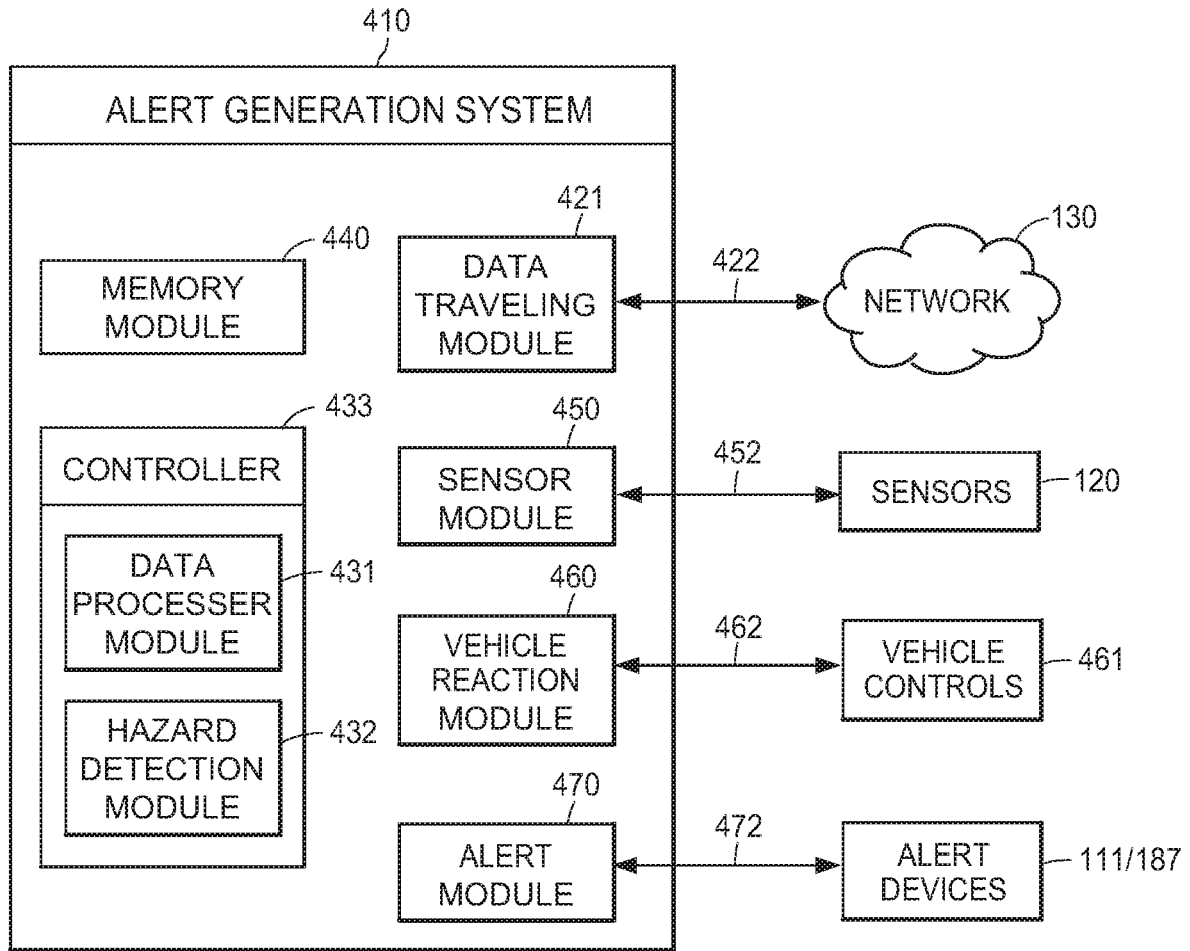 410
ALERT GENERATION SYSTEM
440
MEMORY
MODULE
421
DATA
TRAVELING
MODULE
422
130
NETWORK
433
CONTROLLER
DATA
PROCESSER
MODULE
431
HAZARD
DETECTION
MODULE
432
450
SENSOR
MODULE
452
SENSORS
120
460
VEHICLE
REACTION
MODULE
462
VEHICLE
CONTROLS
461
470
ALERT
MODULE
472
ALERT
DEVICES
111/187